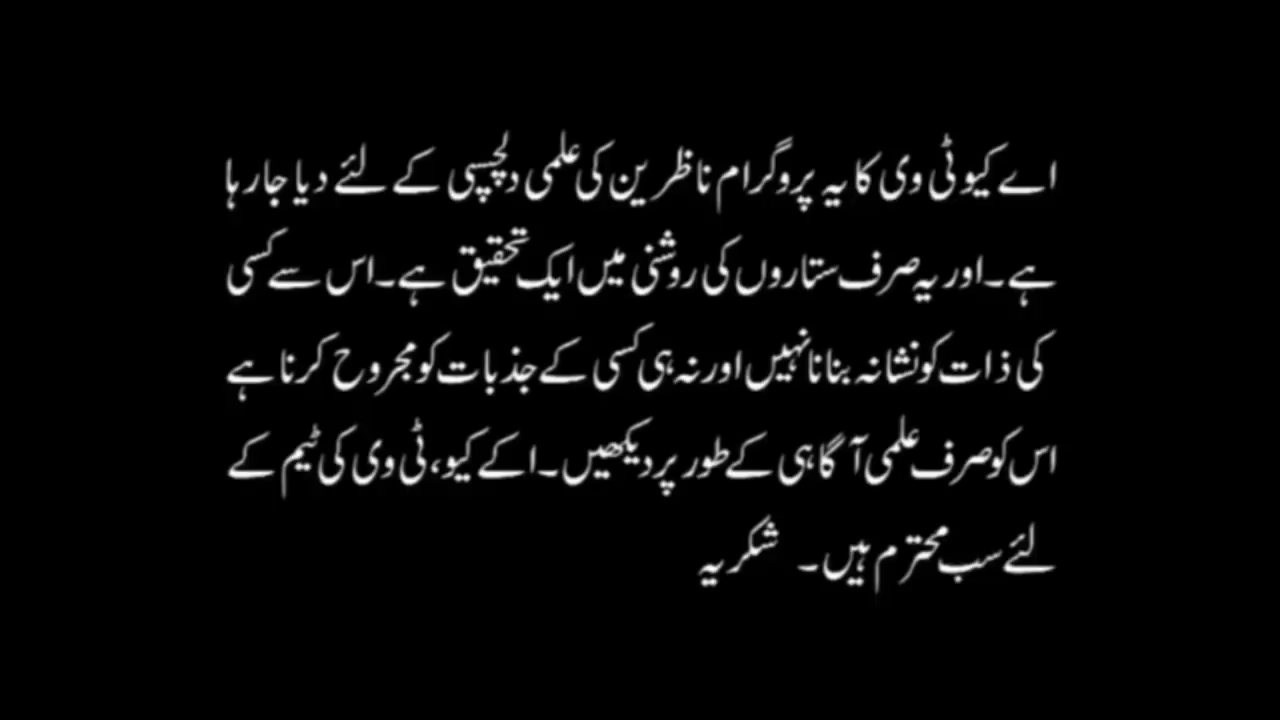 اے کیو ٹی وی کا یہ پروگرام ناظرین کی علمی دلچسپی کے لئے دیا جا رہا
ہے۔ اور یہ صرف ستاروں کی روشنی میں ایک تحقیق ہے۔ اس سے کسی
کی ذات کو نشانہ بنانا نہیں اور نہ ہی کسی کے جذبات کو مجروح کرنا ہے
اس کو صرف علمی آگاہی کے طور پر دیکھیں۔ اکے کیو، ٹی وی کی ٹیم کے
لئے سب محترم ہیں۔ شکریہ